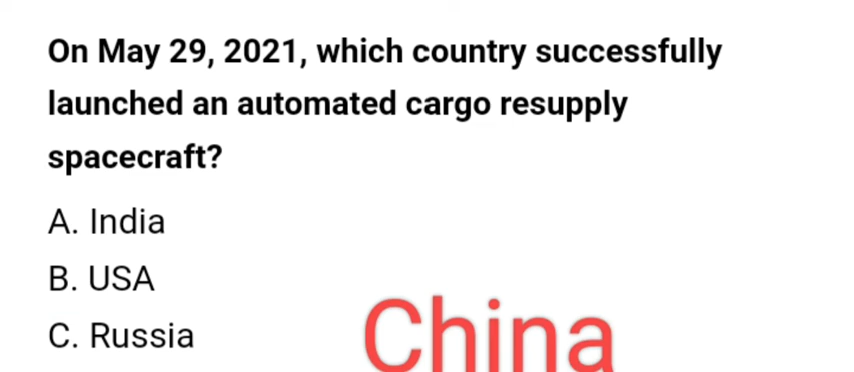 On May 29, 2021, which country successfully
launched an automated cargo resupply
spacecraft?
A. India
B. USA
C. Russia
China